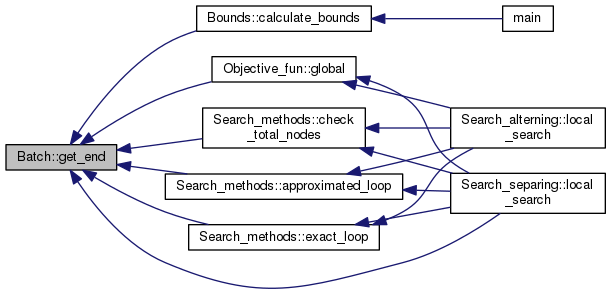 Batch::get_end
Bounds::calculate_bounds
main
Objective_fun::global
Search_methods::check
_total_nodes
Search_alterning::local
_search
Search_methods::approximated_loop
Search_separing::local
_search
Search_methods::exact_loop